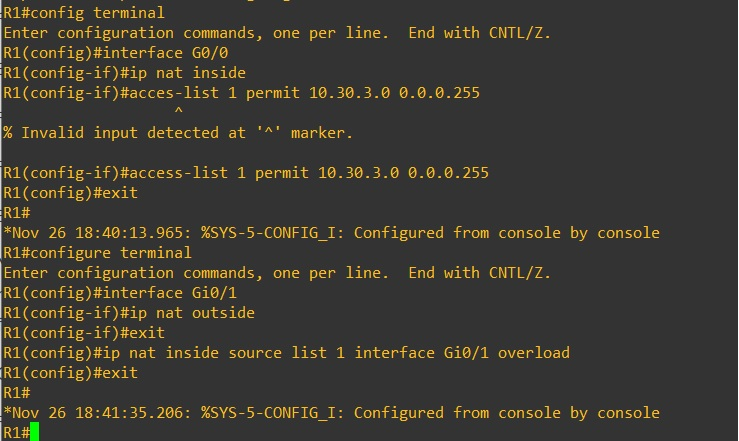 R1#config terminal
Enter configuration commands, one per line.  End with CNTL/Z.
R1(config)#interface G0/0
R1(config-if)#ip nat inside
R1(config-if)#acces-list 1 permit 10.30.3.0 0.0.0.255
^
% Invalid input detected at '^' marker.
R1(config-if)#access-list 1 permit 10.30.3.0 0.0.0.255
R1(config)#exit
R1#
*Nov 26 18:40:13.965: %SYS-5-CONFIG_I: Configured from console by console
R1#configure terminal
Enter configuration commands, one per line.  End with CNTL/Z.
R1(config)#interface Gi0/1
R1(config-if)#ip nat outside
R1(config-if)#exit
R1(config)#ip nat inside source list 1 interface Gi0/1 overload
R1(config)#exit
R1#
*Nov 26 18:41:35.206: %SYS-5-CONFIG_I: Configured from console by console
R1#